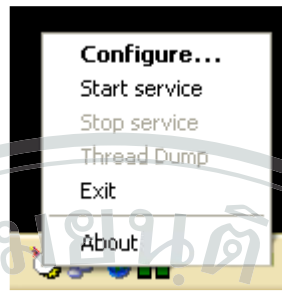 Configure...
Start service
Stop service
Thread Dump
Exit
About